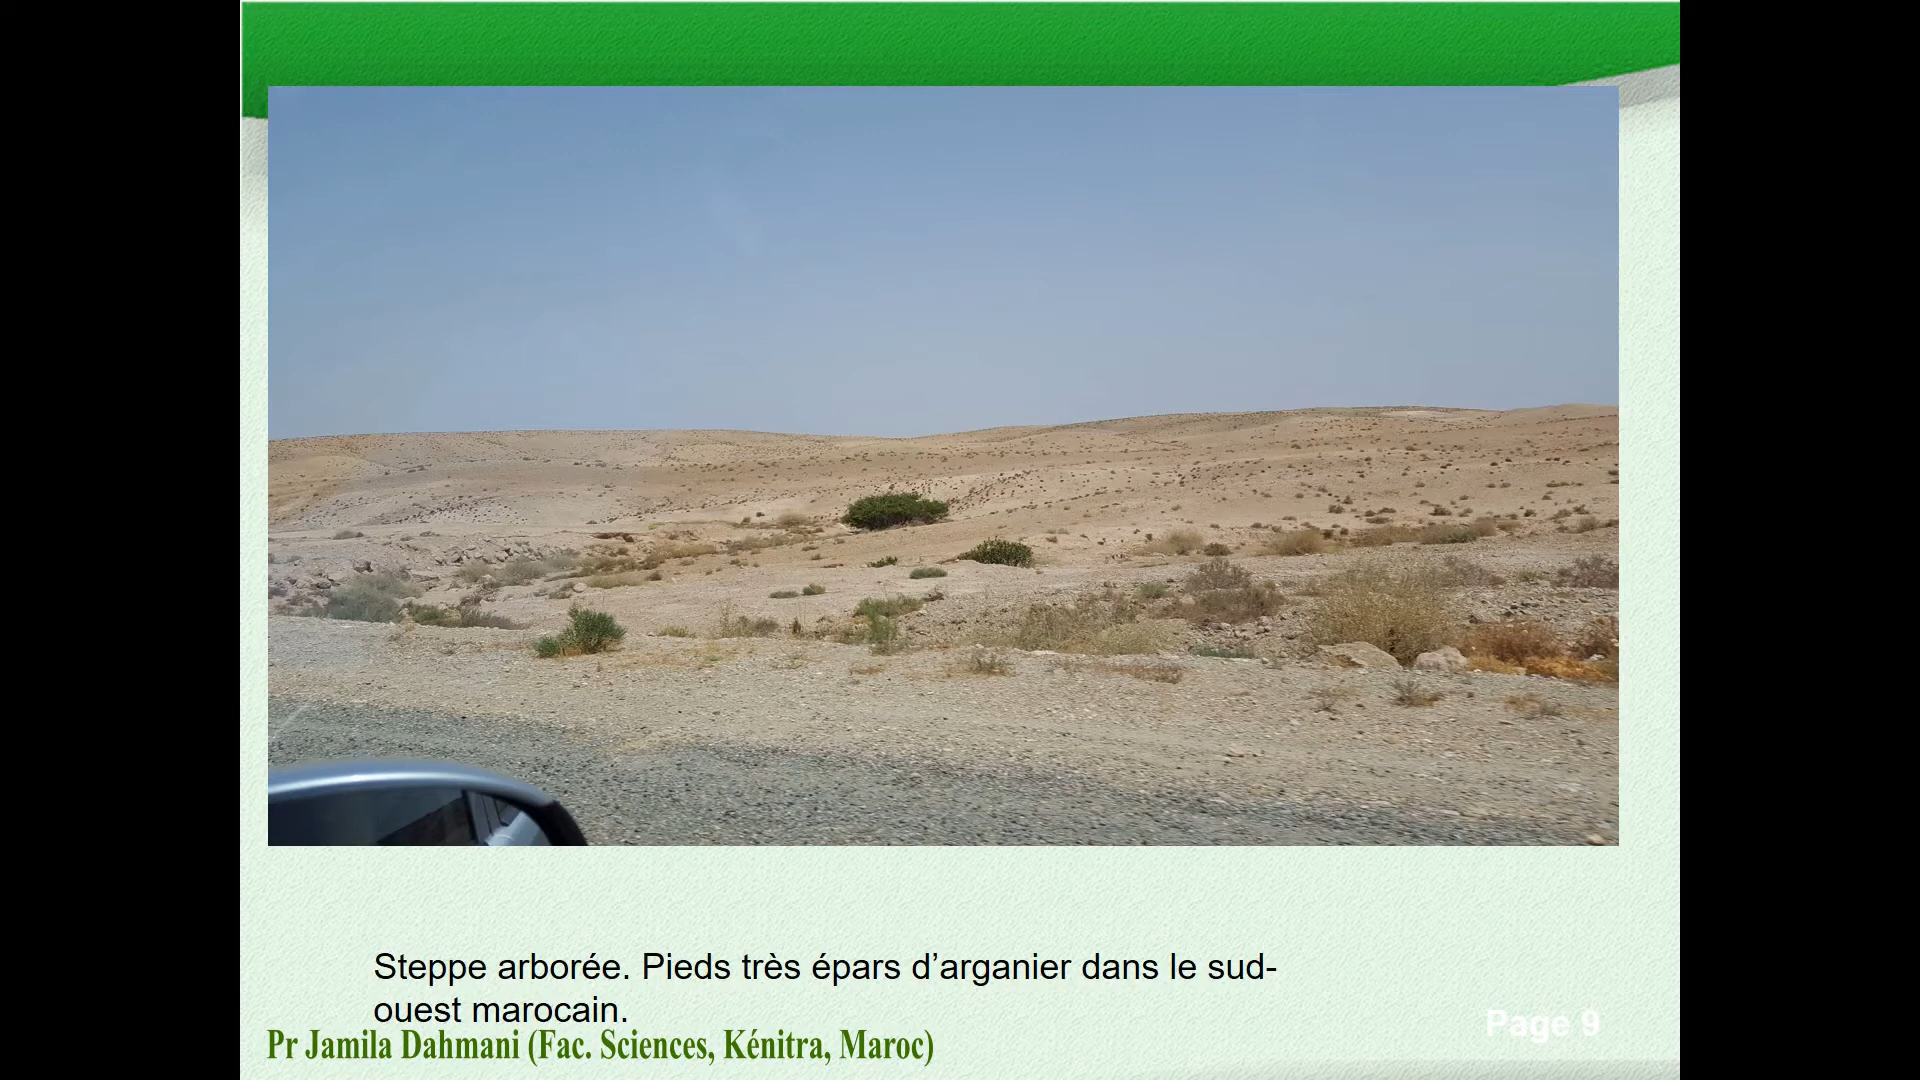 Steppe arborée. Pieds très épars d’arganier dans le sud-
ouest marocain.
Pr Jamila Dahmani (Fac. Sciences, Kénitra, Maroc)
Page 9